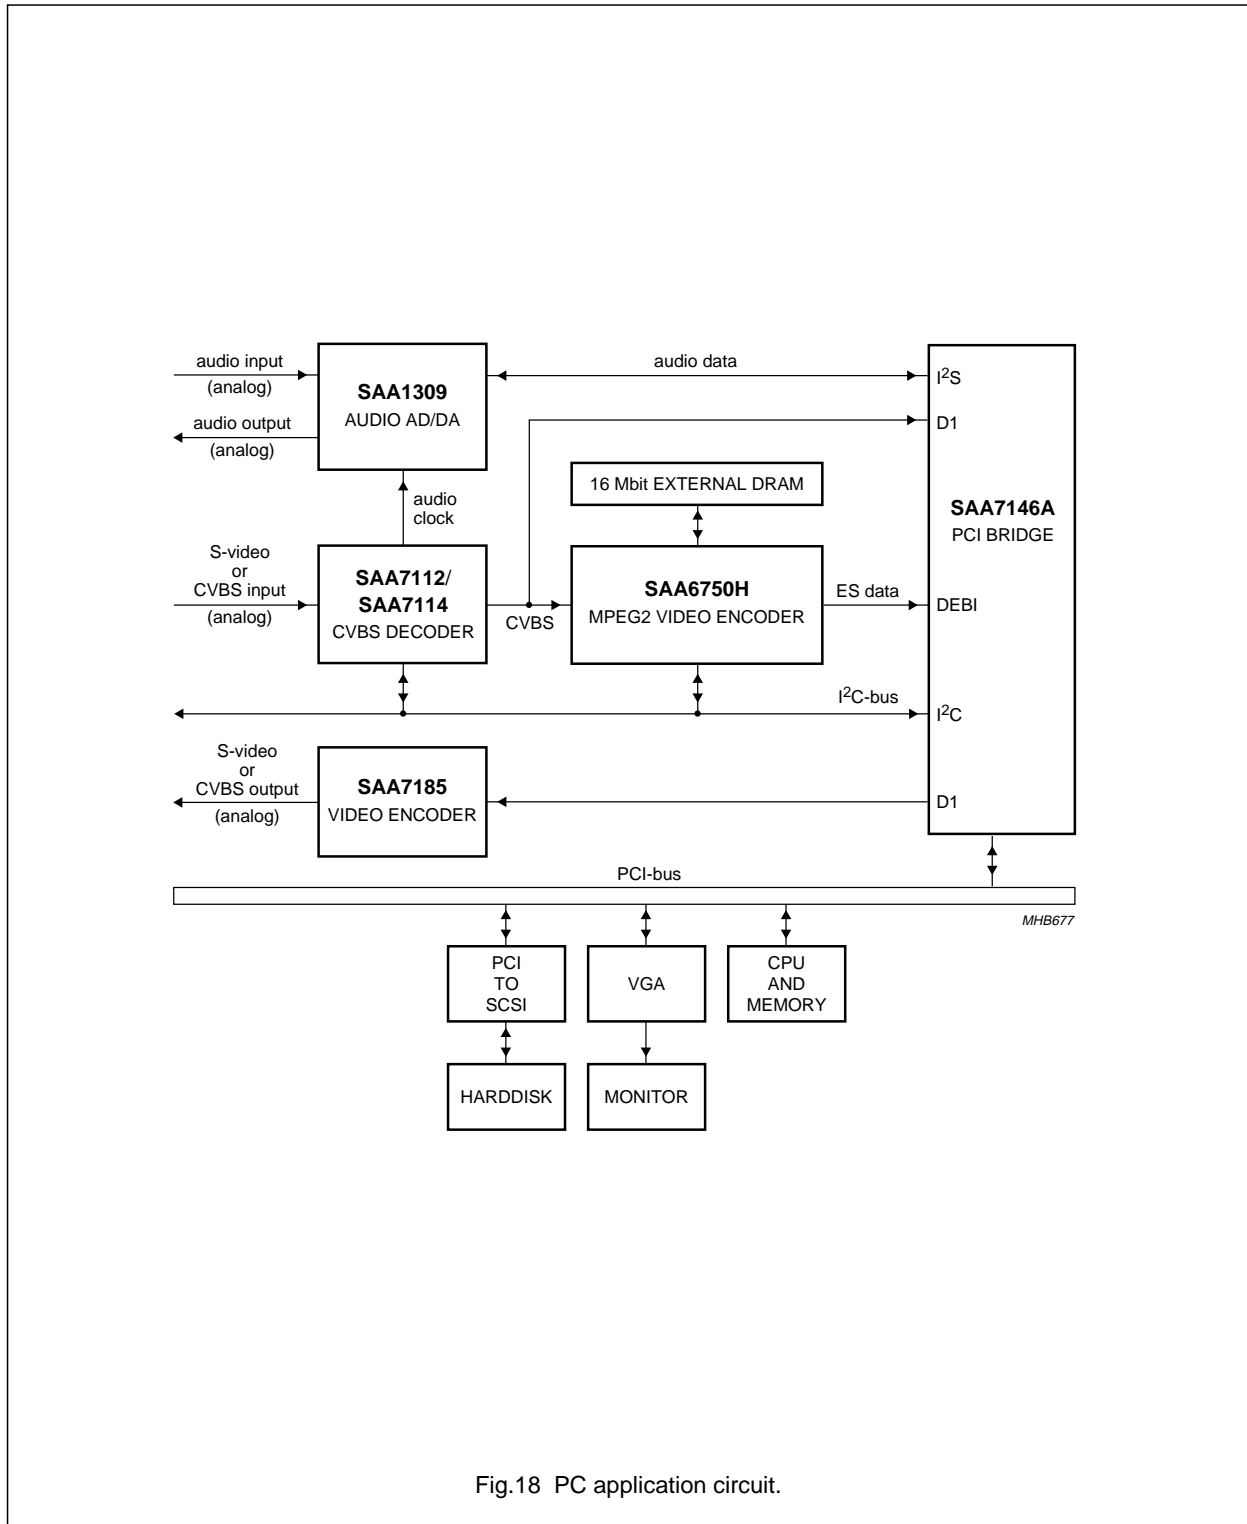 audio input
(analog)
audio output
(analog)
SAA1309
AUDIO AD/DA
audio data
I²S
D1
audio
clock
16 Mbit EXTERNAL DRAM
SAA7146A
PCI BRIDGE
S-video
or
CVBS input
(analog)
SAA7112/
SAA7114
CVBS DECODER
CVBS
SAA6750H
MPEG2 VIDEO ENCODER
ES data
DEBI
I²C-bus
I²C
S-video
or
CVBS output
(analog)
SAA7185
VIDEO ENCODER
D1
PCI-bus
MHB677
PCI
TO
SCSI
VGA
CPU
AND
MEMORY
HARDDISK
MONITOR
Fig.18 PC application circuit.